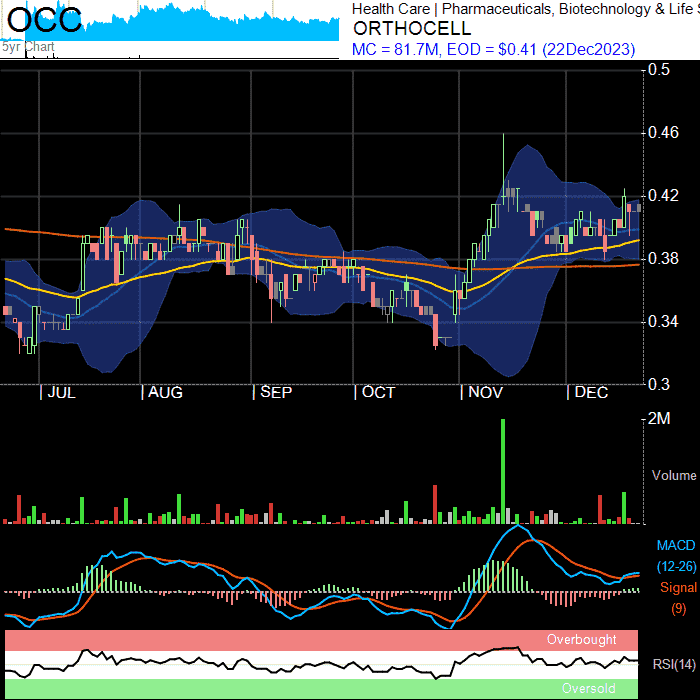 OCC
5yr Chart
Health Care | Pharmaceuticals, Biotechnology & Life S
ORTHOCELL
MC = 81.7M, EOD = $0.41 (22Dec2023)
0.5
0.46
0.42
0.38
0.34
0.3
JUL AUG SEP OCT NOV DEC
2M
Volume
MACD
(12-26)
Signal
(9)
Overbought
RSI(14)
Oversold